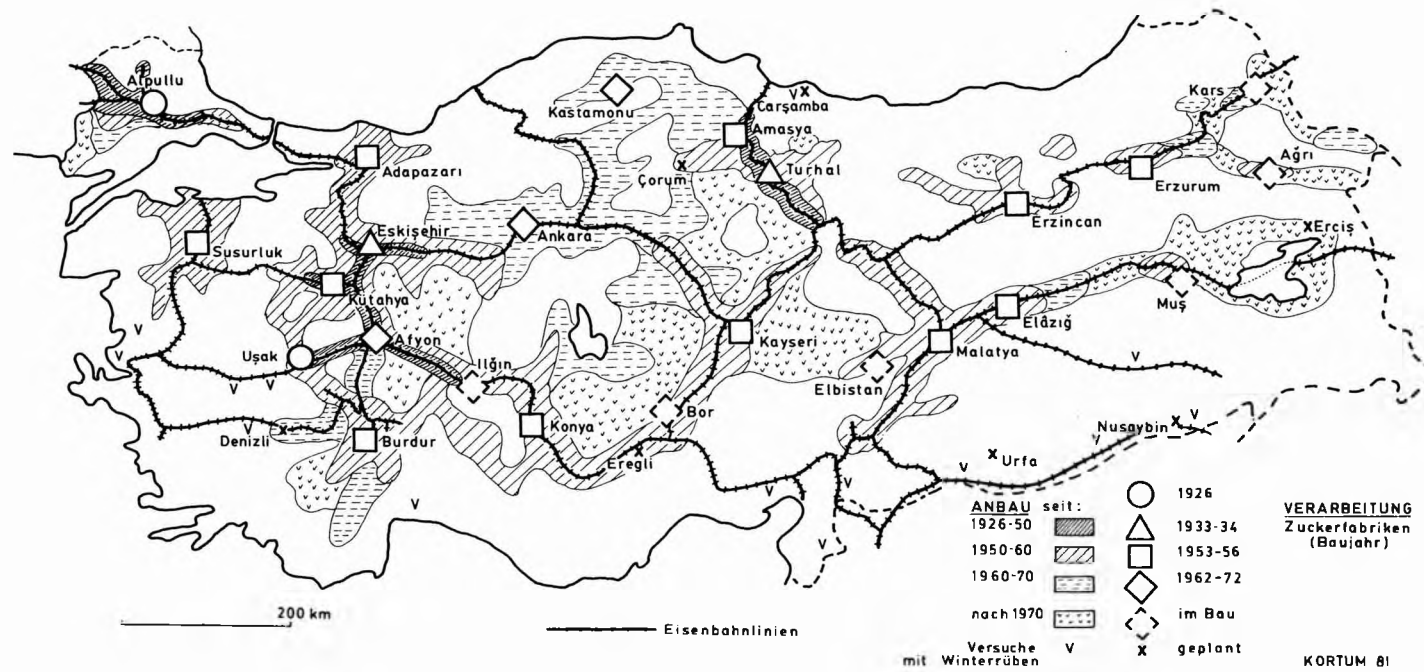 Alpullu
Kastamonu
Çarşamba
Kars
Amasya
Adapazarı
Çorum
Turhal
Ağrı
Erzurum
Erzincan
Eskişehir
Ankara
Susurluk
Erciş
Kütahya
Muş
Elâzığ
Uşak
Afyon
Kayseri
Malatya
Ilğın
Elbistan
Bor
Denizli
Burdur
Konya
Eregli
Nusaybin
Urfa
ANBAU seit:
1926-50
1950-60
1960-70
nach 1970
Versuche V
mit Winterrüben
1926
1933-34
1953-56
1962-72
im Bau
x geplant
VERARBEITUNG
Zuckerfabriken
(Baujahr)
200 km
Eisenbahnlinien
KORTUM 81